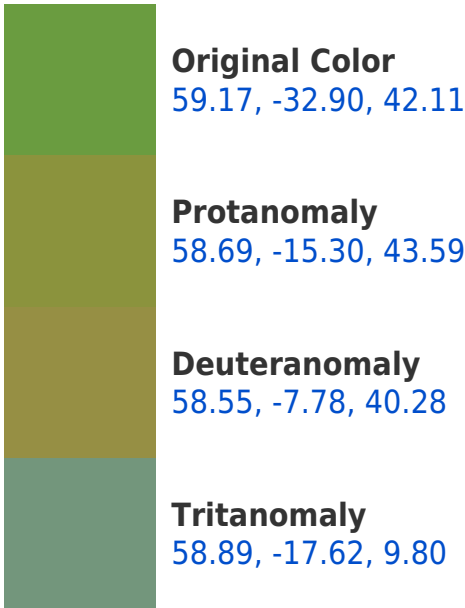 Original Color
59.17, -32.90, 42.11
Protanomaly
58.69, -15.30, 43.59
Deuteranomaly
58.55, -7.78, 40.28
Tritanomaly
58.89, -17.62, 9.80